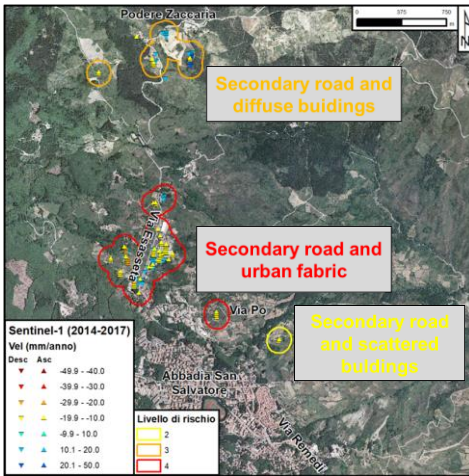 Podere Zaccaria
0 375 750
m
N
Secondary road and
diffuse buidings
Via Esasseta
Secondary road and
urban fabric
Via Po
Secondary road
and scattered
buidings
Abbadia San
Salvatore
Via Remedi
Sentinel-1 (2014-2017)
Vel (mm/anno)
Desc Asc
-49.9 - -40.0
-39.9 - -30.0
-29.9 - -20.0
-19.9 - -10.0
-9.9 - 10.0
10.1 - 20.0
20.1 - 50.0
Livello di rischio
2
3
4